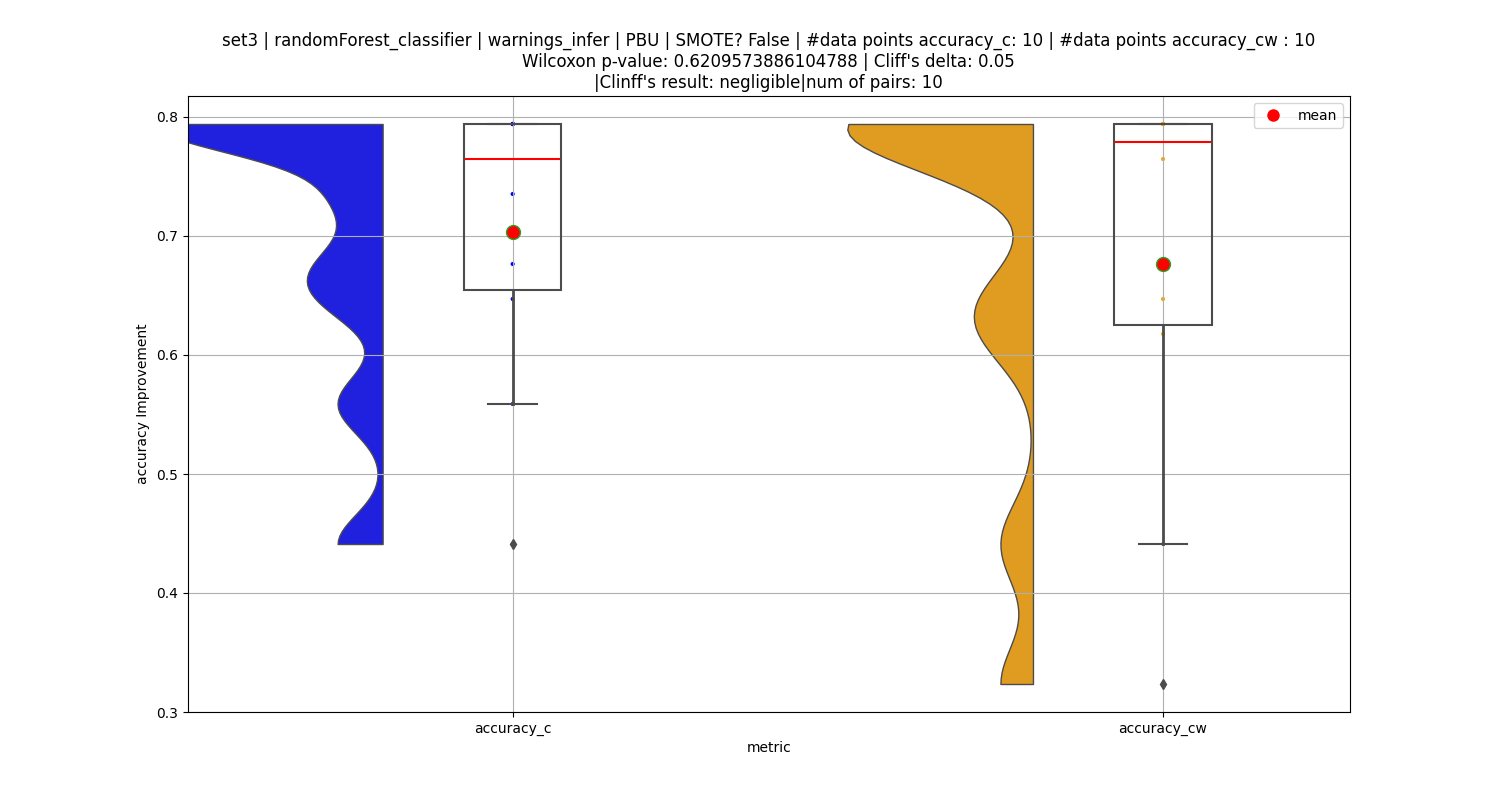 set3 | randomForest_classifier | warnings_infer | PBU | SMOTE? False | #data points accuracy_c: 10 | #data points accuracy_cw : 10
Wilcoxon p-value: 0.6209573886104788 | Cliff's delta: 0.05
|Clinff's result: negligible|num of pairs: 10
mean
0.8
0.7
0.6
0.5
0.4
0.3
accuracy Improvement
accuracy_c
accuracy_cw
metric